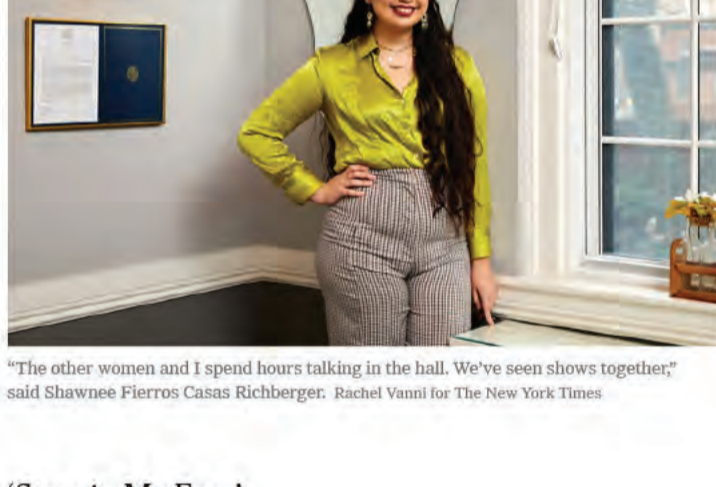 “The other women and I spend hours talking in the hall. We’ve seen shows together,”
said Shawnee Fierros Casas Richberger. Rachel Vanni for The New York Times